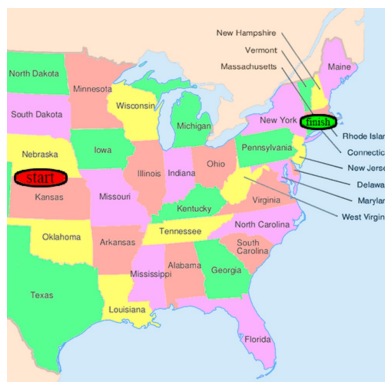 New Hampshire
Vermont
Massachusetts
Maine
North Dakota
Minnesota
South Dakota
Wisconsin
Michigan
New York
finish
Rhode Islan
Connectic
Nebraska
Iowa
Pennsylvania
New Jerse
start
Illinois
Indiana
Ohio
Delawa
Kansas
Missouri
Virginia
Marylan
Kentucky
West Virgin
Oklahoma
Tennessee
North Carolina
Arkansas
South
Carolina
Mississippi
Alabama
Georgia
Texas
Louisiana
Florida